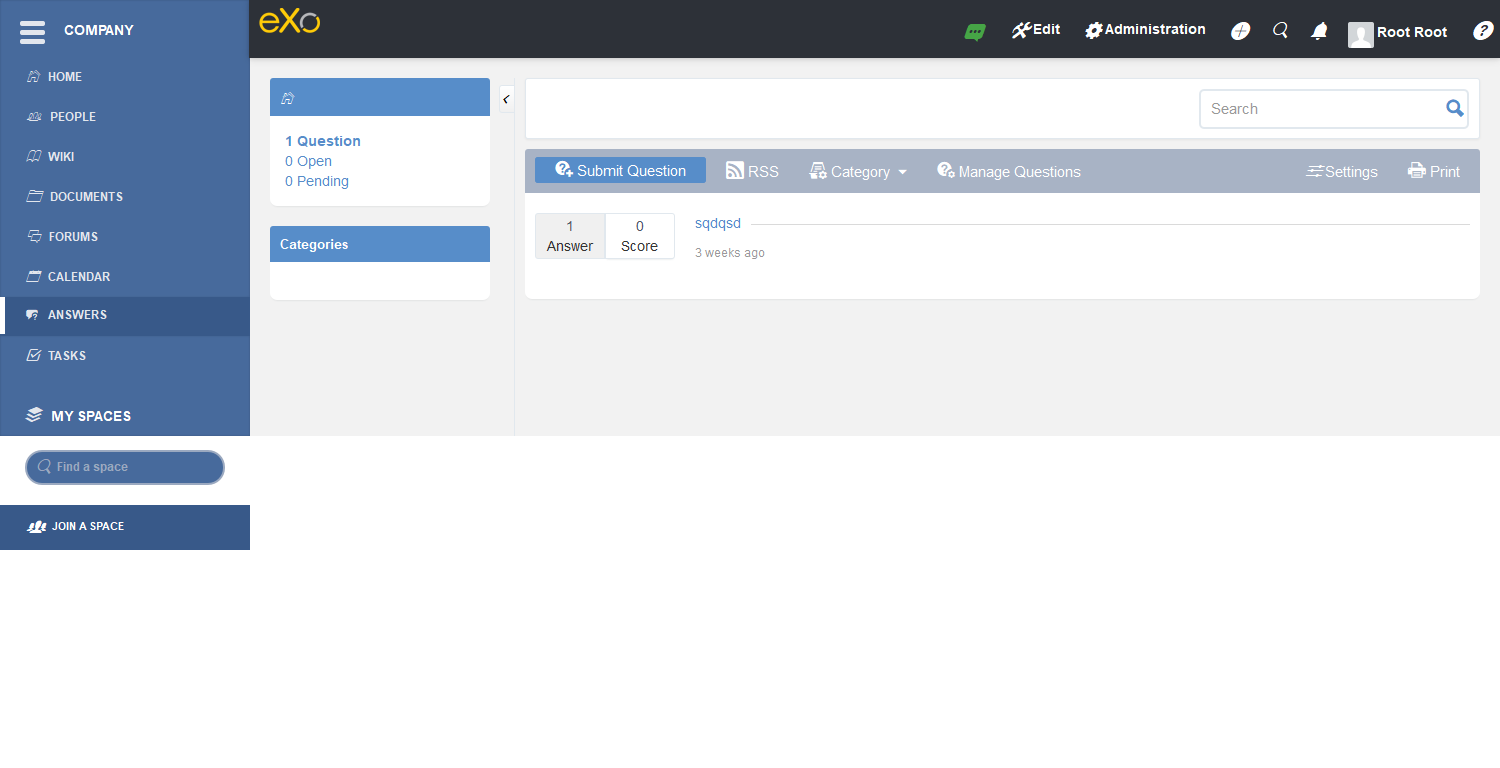 COMPANY
HOME
PEOPLE
WIKI
DOCUMENTS
FORUMS
CALENDAR
ANSWERS
TASKS
MY SPACES
Find a space
JOIN A SPACE
eXo
Edit
Administration
Root Root
1 Question
0 Open
0 Pending
Categories
Search
Submit Question
RSS
Category
Manage Questions
Settings
Print
1
Answer
0
Score
sqdqsd
3 weeks ago